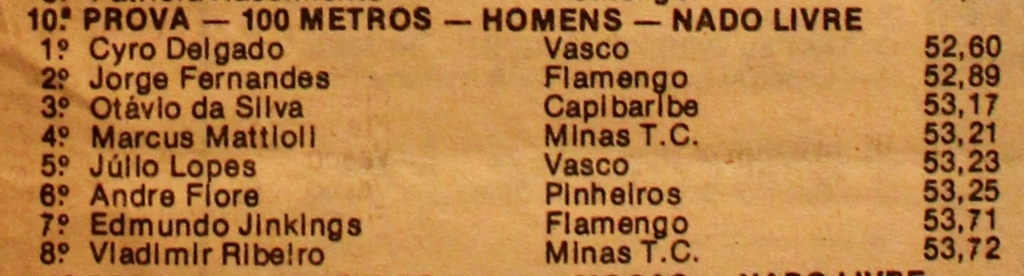 10ª PROVA — 100 METROS — HOMENS — NADO LIVRE
1º Cyro Delgado Vasco 52,60
2º Jorge Fernandes Flamengo 52,89
3º Otávio da Silva Capibaribe 53,17
4º Marcus Mattioli Minas T.C. 53,21
5º Júlio Lopes Vasco 53,23
6º Andre Fiore Pinheiros 53,25
7º Edmundo Jinkings Flamengo 53,71
8º Vladimir Ribeiro Minas T.C. 53,72